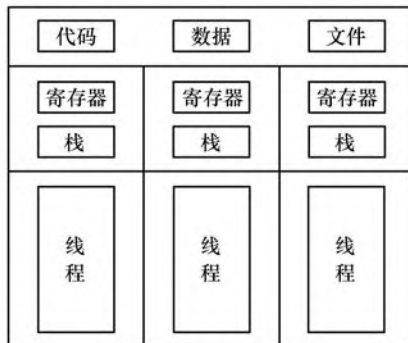 代码 数据 文件
寄存器 寄存器 寄存器
栈 栈 栈
线程 线程 线程